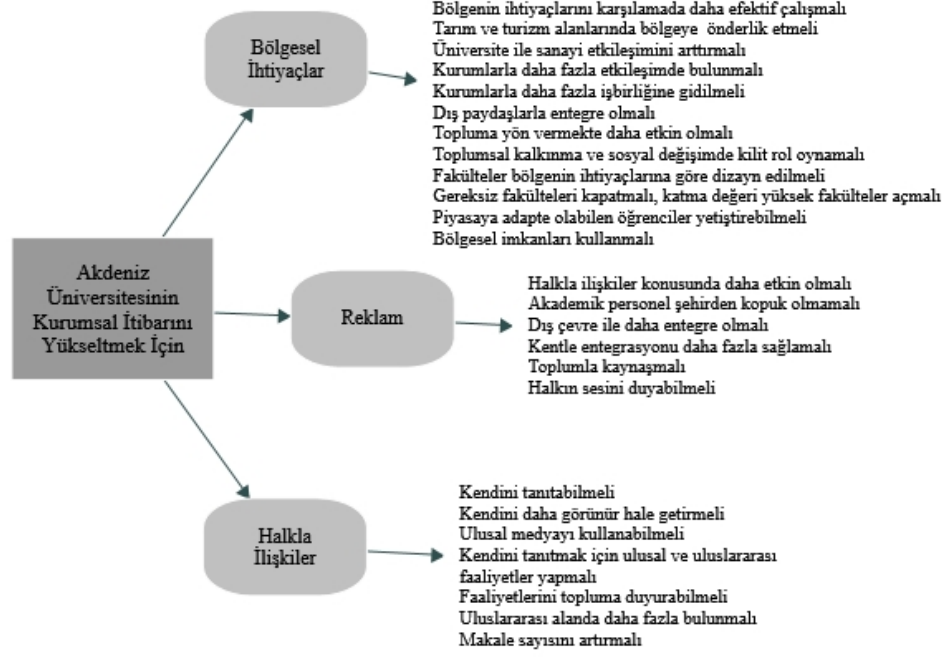 Bölgenin ihtiyaçlarını karşılamada daha efektif çalışmalı
Tarım ve turizm alanlarında bölgeye önderlik etmeli
Üniversite ile sanayi etkileşimini arttırmalı
Kurumlarla daha fazla etkileşimde bulunmalı
Kurumlarla daha fazla işbirliğine gidilmeli
Dış paydaşlarla entegre olmalı
Topluma yön vermekte daha etkin olmalı
Toplumsal kalkınma ve sosyal değişimde kilit rol oynamalı
Fakülteler bölgenin ihtiyaçlarına göre dizayn edilmeli
Gereksiz fakülteleri kapatmalı, katma değeri yüksek fakülteler açmalı
Piyasaya adapte olabilen öğrenciler yetiştirebilmeli
Bölgesel imkanları kullanmalı
Bölgesel
İhtiyaçlar
Akdeniz
Üniversitesinin
Kurumsal İtibarını
Yükseltmek İçin
Reklam
Halkla ilişkiler konusunda daha etkin olmalı
Akademik personel şehirden kopuk olmamalı
Dış çevre ile daha entegre olmalı
Kentle entegrasyonu daha fazla sağlamalı
Toplumla kaynaşmalı
Halkın sesini duyabilmeli
Halkla
İlişkiler
Kendini tanıtabilmeli
Kendini daha görünür hale getirmeli
Ulusal medyayı kullanabilmeli
Kendini tanıtmak için ulusal ve uluslararası
faaliyetler yapmalı
Faaliyetlerini topluma duyurabilmeli
Uluslararası alanda daha fazla bulunmalı
Makale sayısını artırmalı